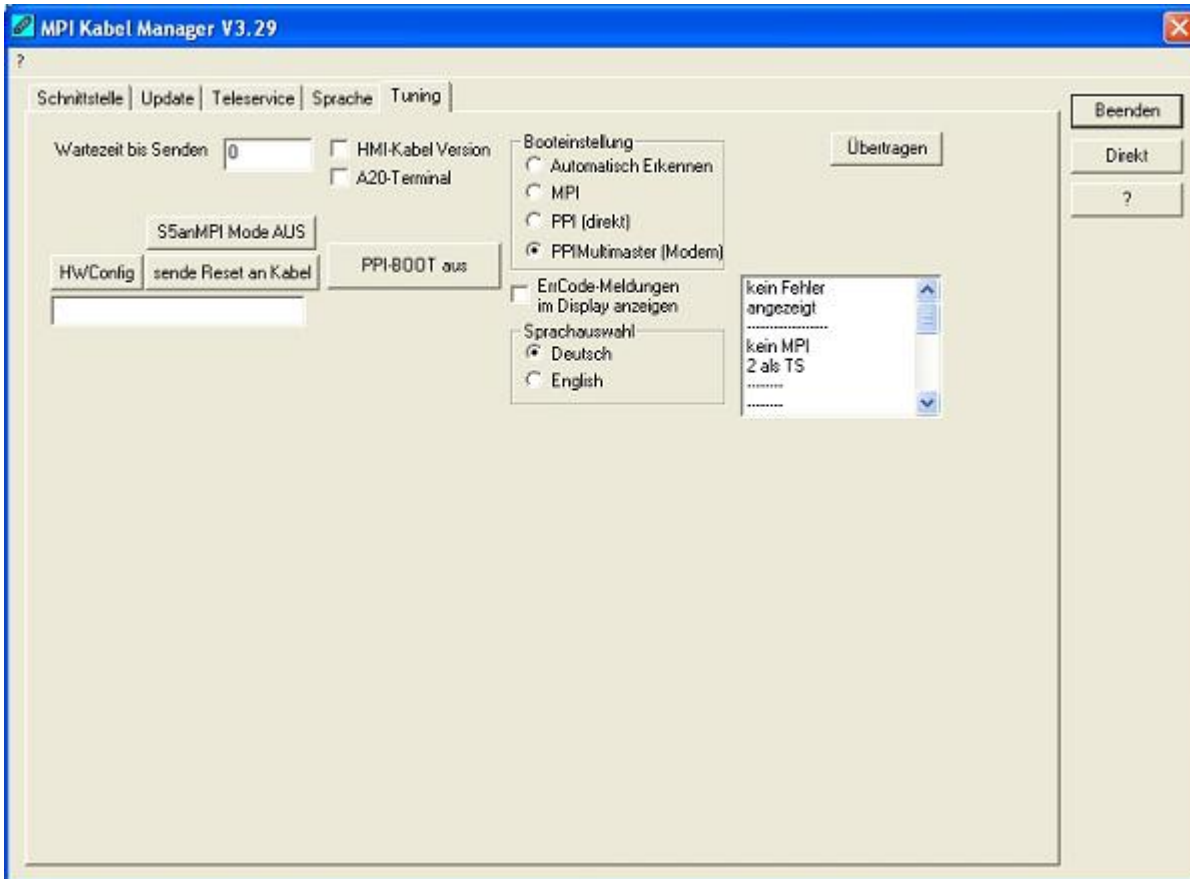 MPI Kabel Manager V3.29
?
Schnittstelle
Update
Teleservice
Sprache
Tuning
Wartezeit bis Senden
0
HMI-Kabel Version
A20-Terminal
S5anMPI Mode AUS
HWConfig
sende Reset an Kabel
PPI-BOOT aus
Booteinstellung
Automatisch Erkennen
MPI
PPI (direkt)
PPIMultimaster (Modem)
ErrCode-Meldungen
im Display anzeigen
Sprachauswahl
Deutsch
English
Übertragen
kein Fehler
angezeigt
-------------------
kein MPI
2 als TS
--------
--------
Beenden
Direkt
?